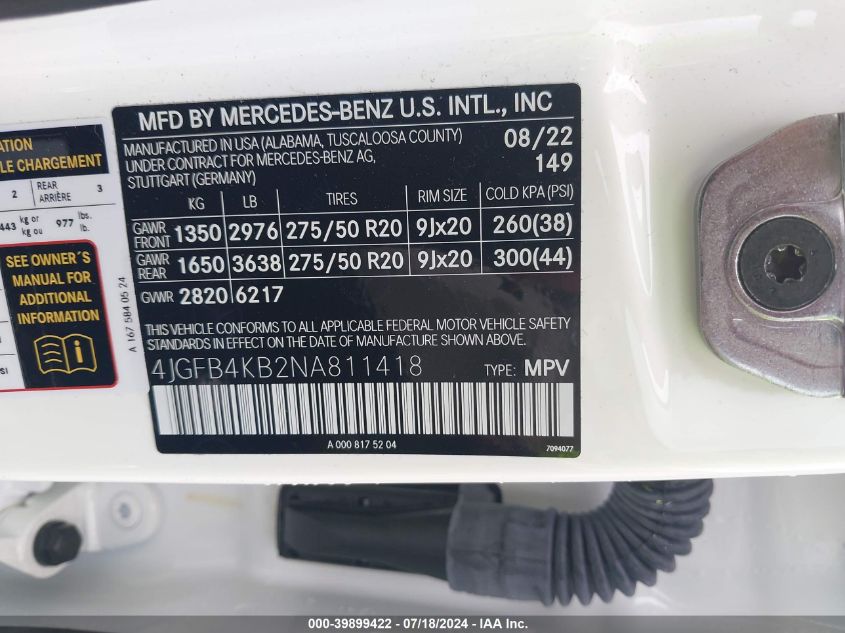 MFD BY MERCEDES-BENZ U.S. INTL., INC
MANUFACTURED IN USA (ALABAMA, TUSCALOOSA COUNTY) 08/22
UNDER CONTRACT FOR MERCEDES-BENZ AG, 149
STUTTGART (GERMANY)
KG LB TIRES RIM SIZE COLD KPA (PSI)
GAWR FRONT 1350 2976 275/50 R20 9Jx20 260(38)
GAWR REAR 1650 3638 275/50 R20 9Jx20 300(44)
GVWR 2820 6217
THIS VEHICLE CONFORMS TO ALL APPLICABLE FEDERAL MOTOR VEHICLE SAFETY
STANDARDS IN EFFECT ON THE DATE OF MANUFACTURE SHOWN ABOVE.
4JGFB4KB2NA811418 TYPE: MPV
A 000 817 52 04 7094077
CHARGEMENT
2 REAR ARRIÈRE 3
443 kg or kg ou 977 lbs. lb.
SEE OWNER´S
MANUAL FOR
ADDITIONAL
INFORMATION
A 167 584 05 24
000-39899422 - 07/18/2024 - IAA Inc.